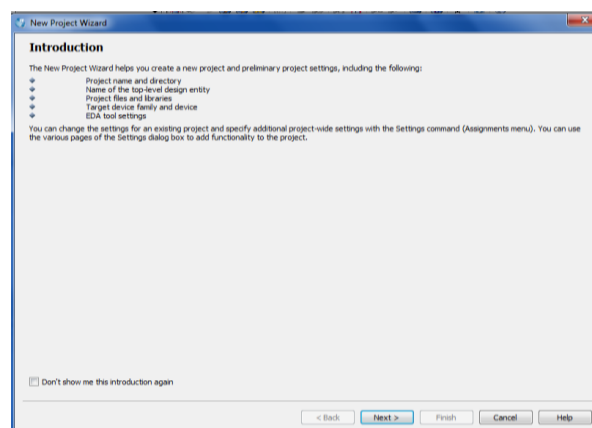 New Project Wizard
Introduction
The New Project Wizard helps you create a new project and preliminary project settings, including the following:
Project name and directory
Name of the top-level design entity
Project files and libraries
Target device family and device
EDA tool settings
You can change the settings for an existing project and specify additional project-wide settings with the Settings command (Assignments menu). You can use
the various pages of the Settings dialog box to add functionality to the project.
Don't show me this introduction again
< Back
Next >
Finish
Cancel
Help